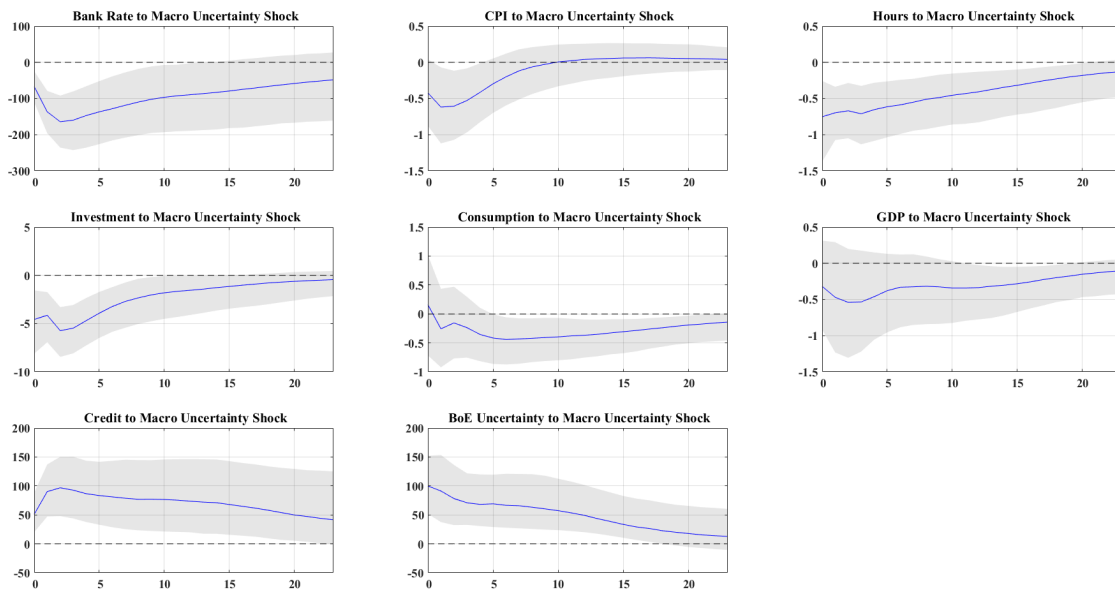 Bank Rate to Macro Uncertainty Shock
100
0
-100
-200
-300
0 5 10 15 20
CPI to Macro Uncertainty Shock
0.5
0
-0.5
-1
-1.5
0 5 10 15 20
Hours to Macro Uncertainty Shock
0.5
0
-0.5
-1
-1.5
0 5 10 15 20
Investment to Macro Uncertainty Shock
5
0
-5
-10
0 5 10 15 20
Consumption to Macro Uncertainty Shock
1.5
1
0.5
0
-0.5
-1
0 5 10 15 20
GDP to Macro Uncertainty Shock
0.5
0
-0.5
-1
-1.5
0 5 10 15 20
Credit to Macro Uncertainty Shock
200
150
100
50
0
-50
0 5 10 15 20
BoE Uncertainty to Macro Uncertainty Shock
200
150
100
50
0
-50
0 5 10 15 20